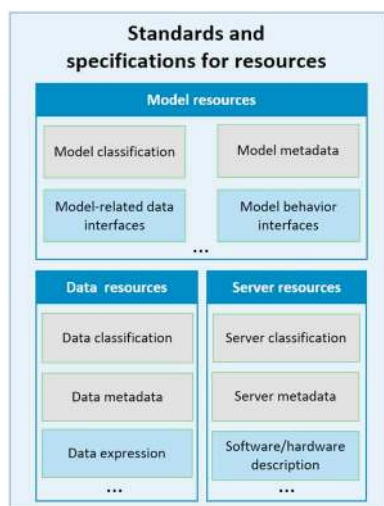 Standards and
specifications for resources
Model resources
Model classification
Model metadata
Model-related data
interfaces
Model behavior
interfaces
...
Data resources
Data classification
Data metadata
Data expression
...
Server resources
Server classification
Server metadata
Software/hardware
description
...